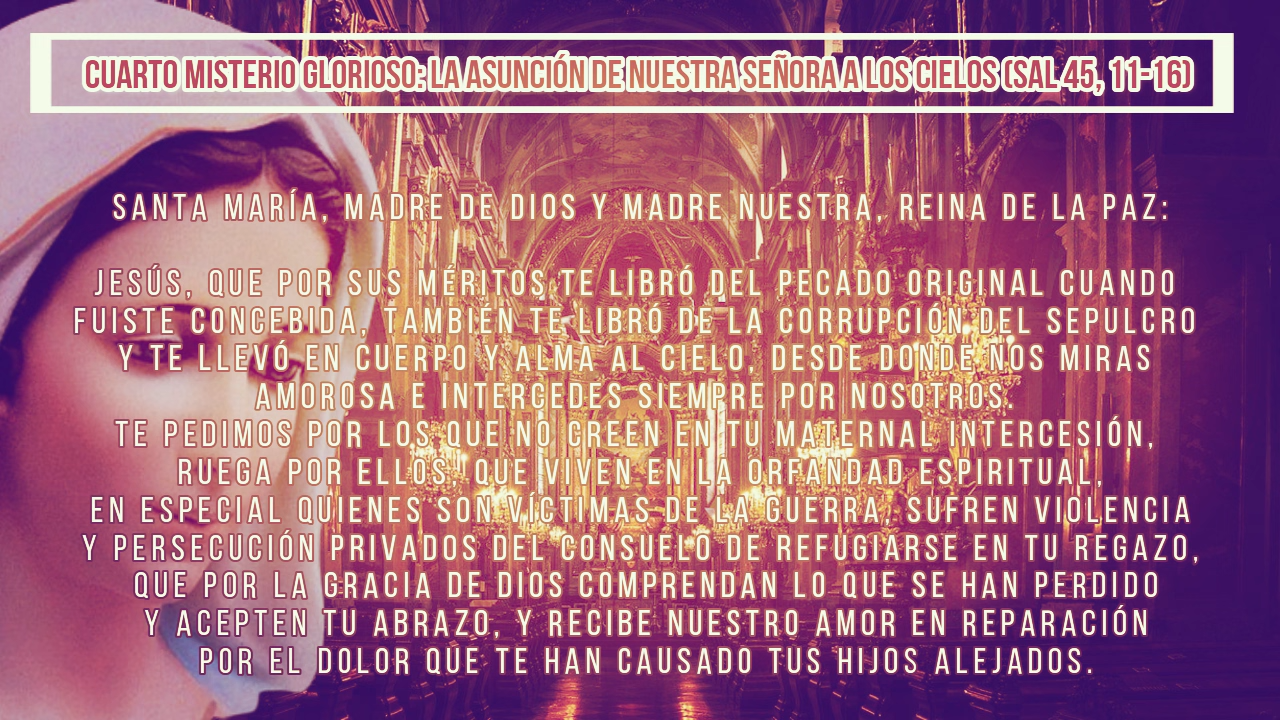 CUARTO MISTERIO GLORIOSO: LA ASUNCIÓN DE NUESTRA SEÑORA A LOS CIELOS (SAL 45, 11-16)
SANTA MARÍA, MADRE DE DIOS Y MADRE NUESTRA, REINA DE LA PAZ:
JESÚS, QUE POR SUS MÉRITOS TE LIBRÓ DEL PECADO ORIGINAL CUANDO
FUISTE CONCEBIDA, TAMBIÉN TE LIBRÓ DE LA CORRUPCIÓN DEL SEPULCRO
Y TE LLEVÓ EN CUERPO Y ALMA AL CIELO, DESDE DONDE NOS MIRAS
AMOROSA E INTERCEDES SIEMPRE POR NOSOTROS.
TE PEDIMOS POR LOS QUE NO CREEN EN TU MATERNAL INTERCESIÓN,
RUEGA POR ELLOS, QUE VIVEN EN LA ORFANDAD ESPIRITUAL,
EN ESPECIAL QUIENES SON VÍCTIMAS DE LA GUERRA, SUFREN VIOLENCIA
Y PERSECUCIÓN PRIVADOS DEL CONSUELO DE REFUGIARSE EN TU REGAZO,
QUE POR LA GRACIA DE DIOS COMPRENDAN LO QUE SE HAN PERDIDO
Y ACEPTEN TU ABRAZO, Y RECIBE NUESTRO AMOR EN REPARACIÓN
POR EL DOLOR QUE TE HAN CAUSADO TUS HIJOS ALEJADOS.